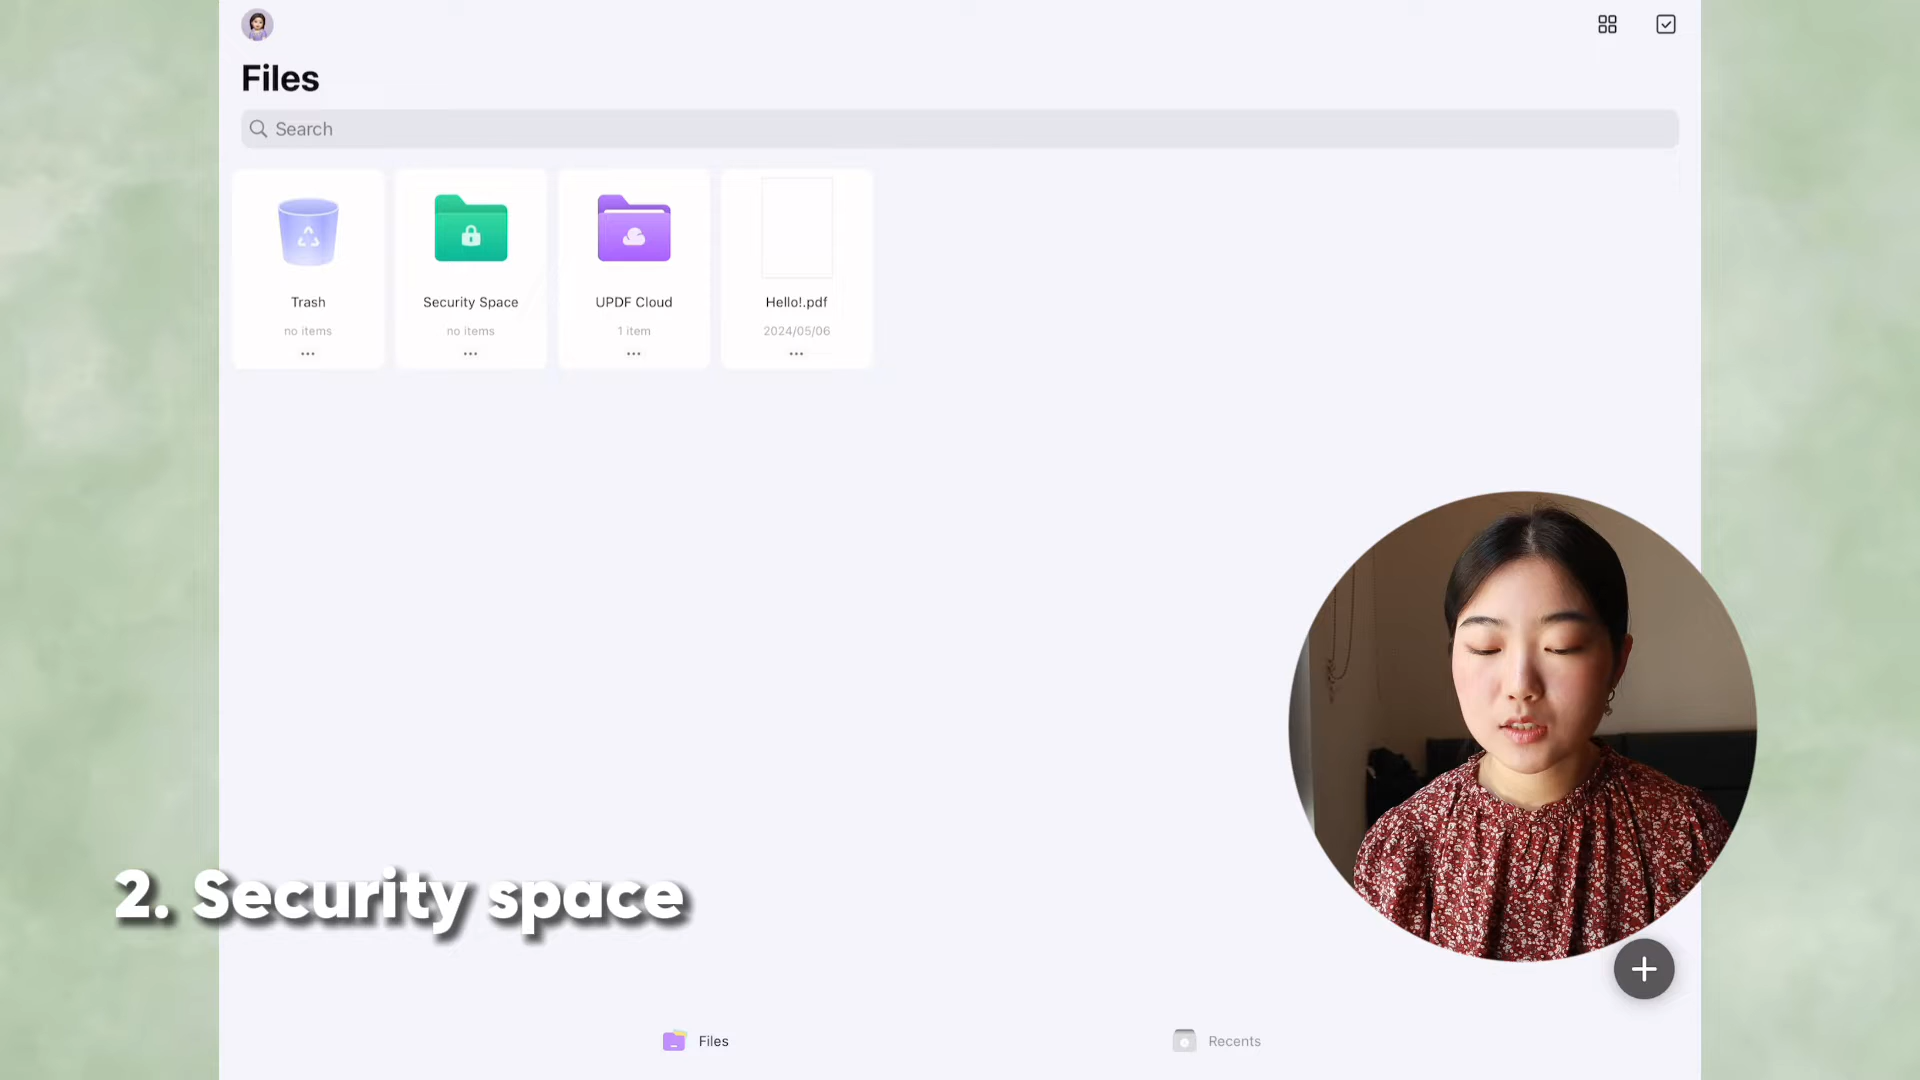 Files
Search
Trash
no items
...
Security Space
no items
...
UPDF Cloud
1 item
...
Hello!.pdf
2024/05/06
...
2. Security space
Files
Recents